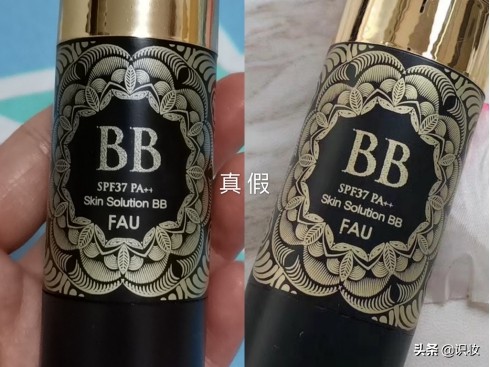 BB
SPF37 PA++
Skin Solution BB
FAU
真 假
BB
SPF37 PA++
Skin Solution BB
FAU
头条 @识妆